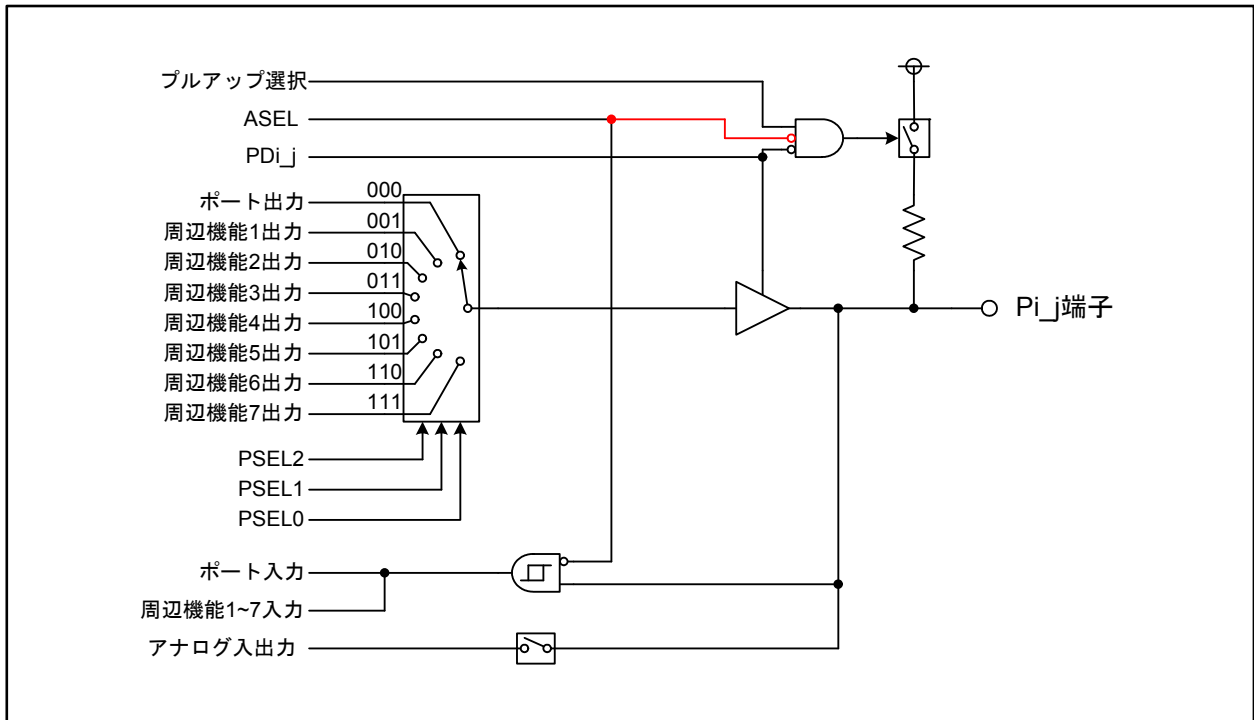 プルアップ選択
ASEL
PDi_j
ポート出力
000
周辺機能1出力
001
周辺機能2出力
010
周辺機能3出力
011
周辺機能4出力
100
周辺機能5出力
101
周辺機能6出力
110
周辺機能7出力
111
Pi_j端子
PSEL2
PSEL1
PSEL0
ポート入力
周辺機能1~7入力
アナログ入出力